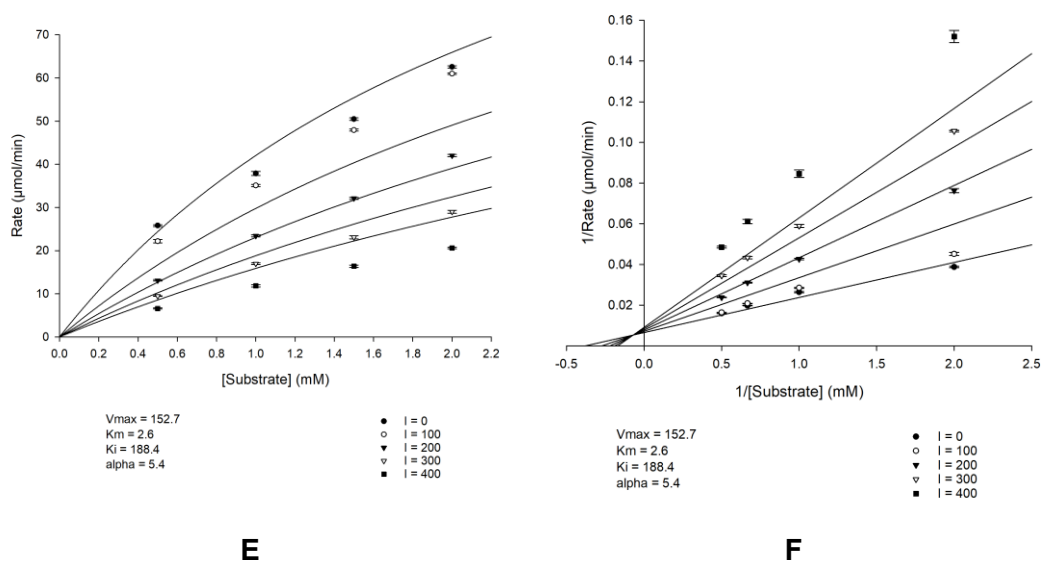 70
60
50
40
30
20
10
0
Rate (μmol/min)
0.0 0.2 0.4 0.6 0.8 1.0 1.2 1.4 1.6 1.8 2.0 2.2
[Substrate] (mM)
Vmax = 152.7
Km = 2.6
Ki = 188.4
alpha = 5.4
I = 0
I = 100
I = 200
I = 300
I = 400
E
0.16
0.14
0.12
0.10
0.08
0.06
0.04
0.02
1/Rate (μmol/min)
-0.5 0.0 0.5 1.0 1.5 2.0 2.5
1/[Substrate] (mM)
Vmax = 152.7
Km = 2.6
Ki = 188.4
alpha = 5.4
I = 0
I = 100
I = 200
I = 300
I = 400
F